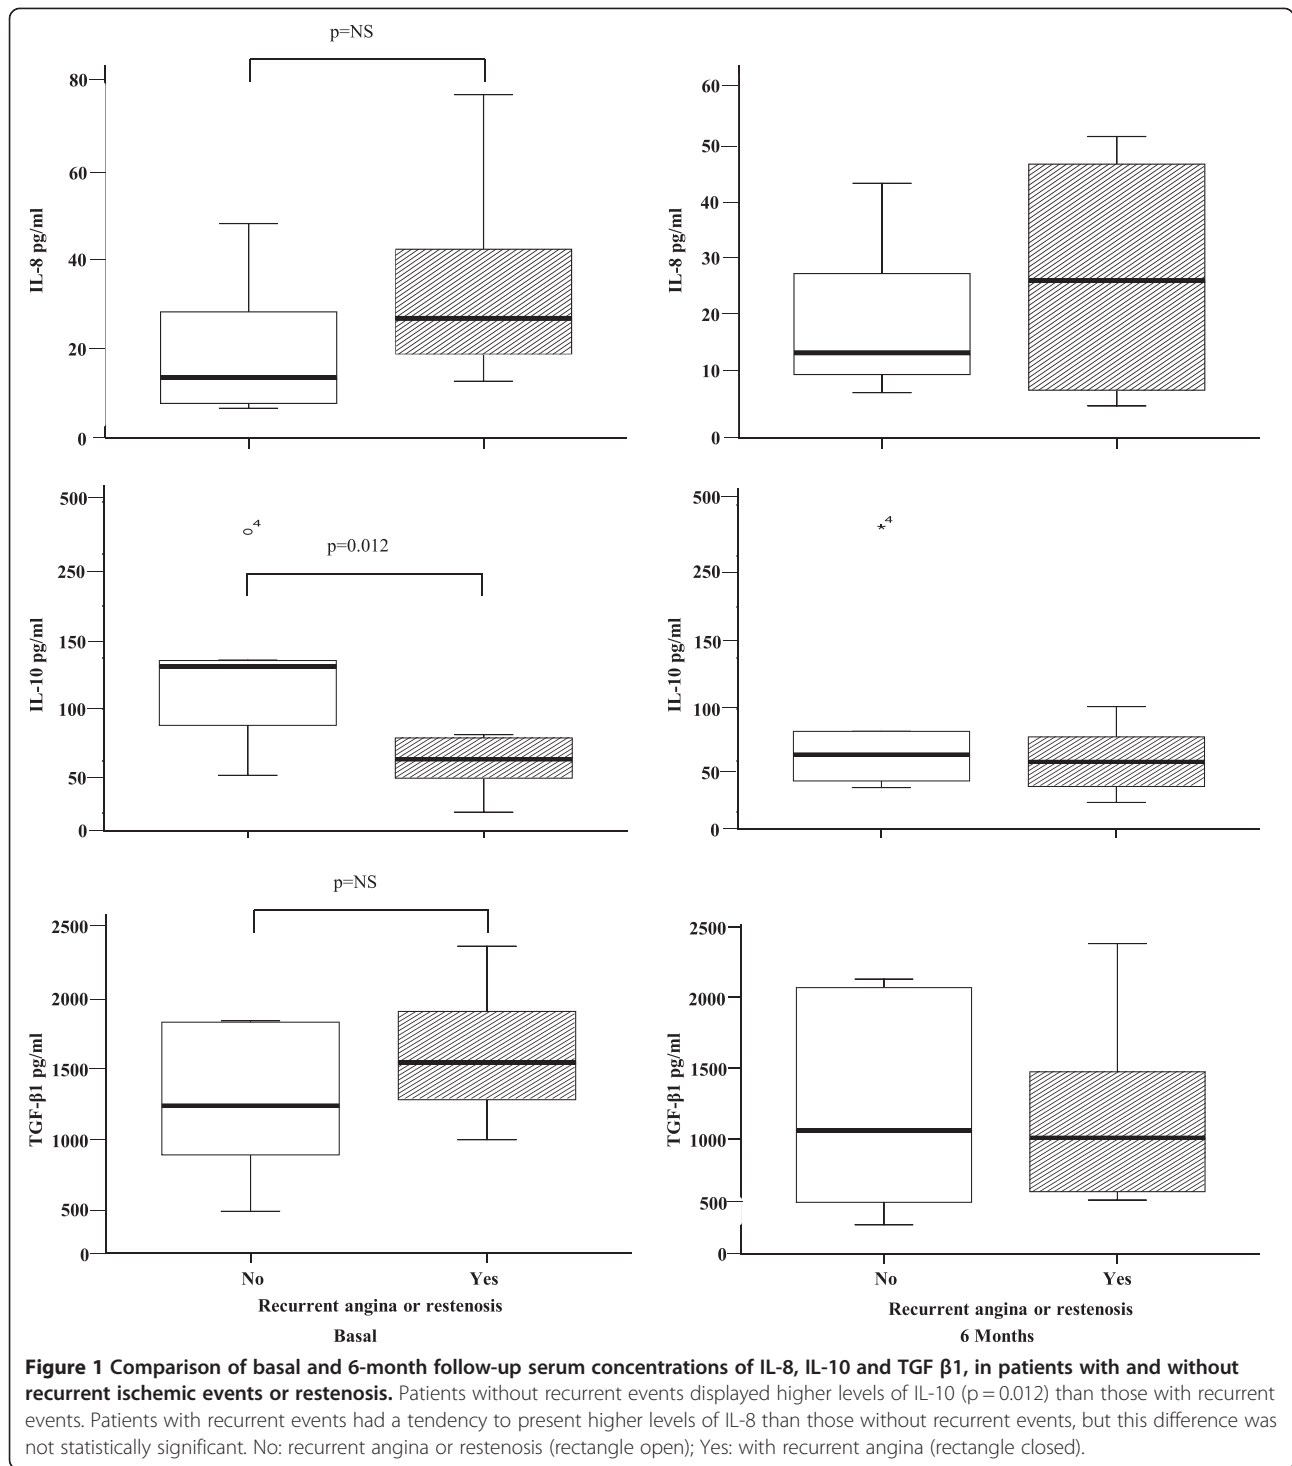 p=NS
80
60
40
20
0
IL-8 pg/ml
60
50
40
30
20
10
0
IL-8 pg/ml
500
250
150
100
50
0
IL-10 pg/ml
4
p=0.012
500
250
150
100
50
0
IL-10 pg/ml
*4
p=NS
2500
2000
1500
1000
500
0
TGF-β1 pg/ml
No Yes
Recurrent angina or restenosis
Basal
2500
2000
1500
1000
500
0
TGF-β1 pg/ml
No Yes
Recurrent angina or restenosis
6 Months
Figure 1 Comparison of basal and 6-month follow-up serum concentrations of IL-8, IL-10 and TGF β1, in patients with and without
recurrent ischemic events or restenosis. Patients without recurrent events displayed higher levels of IL-10 (p = 0.012) than those with recurrent
events. Patients with recurrent events had a tendency to present higher levels of IL-8 than those without recurrent events, but this difference was
not statistically significant. No: recurrent angina or restenosis (rectangle open); Yes: with recurrent angina (rectangle closed).